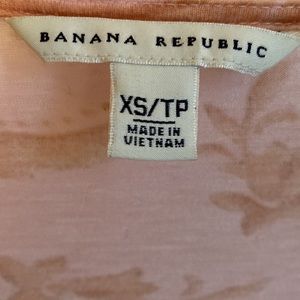 BANANA REPUBLIC
XS/TP
MADE IN
VIETNAM